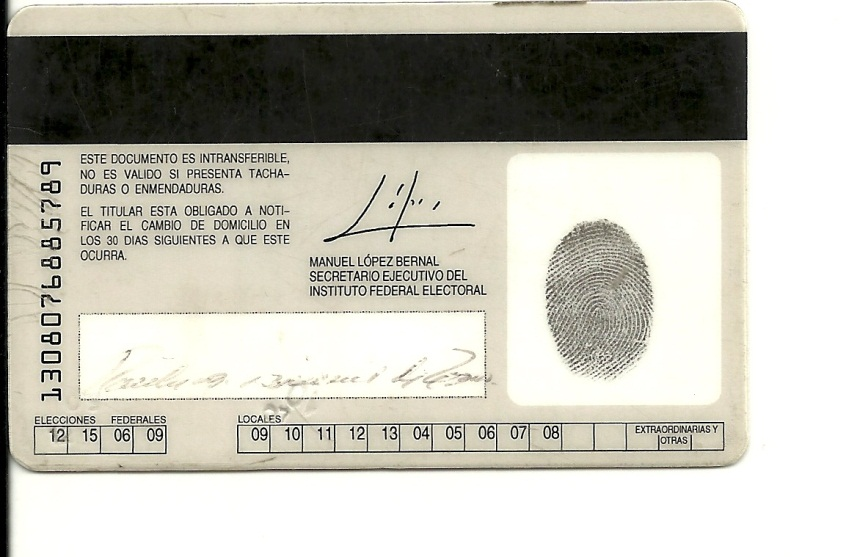 ESTE DOCUMENTO ES INTRANSFERIBLE,
NO ES VALIDO SI PRESENTA TACHA-
DURAS O ENMENDADURAS.
EL TITULAR ESTA OBLIGADO A NOTI-
FICAR EL CAMBIO DE DOMICILIO EN
LOS 30 DIAS SIGUIENTES A QUE ESTE
OCURRA.
MANUEL LÓPEZ BERNAL
SECRETARIO EJECUTIVO DEL
INSTITUTO FEDERAL ELECTORAL
1308076885789
ELECCIONES FEDERALES
12 15 06 09
LOCALES
09 10 11 12 13 04 05 06 07 08
EXTRAORDINARIAS Y
OTRAS